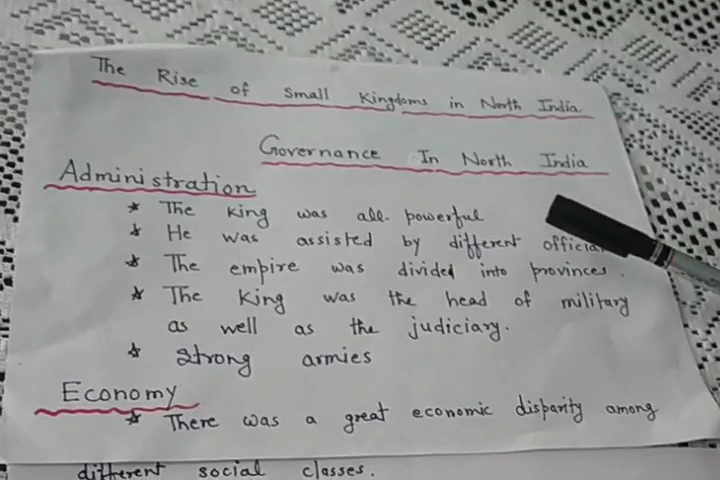 The Rise of Small Kingdoms in North India
Governance In North India
Administration
* The king was all-powerful
* He was assisted by different
* The empire was divided into provinces.
* The King was the head of military
as well as the judiciary.
* Strong armies
Economy
* There was a great economic disparity among
different social classes.